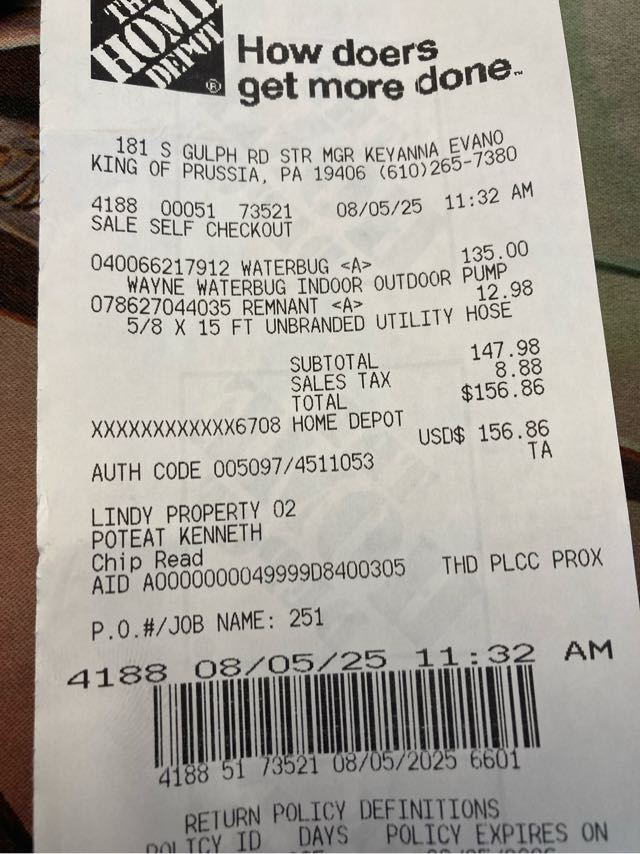 THE
HOME
DEPOT
®
How doers
get more done.™
181 S GULPH RD STR MGR KEYANNA EVANO
KING OF PRUSSIA, PA 19406 (610)265-7380
4188 00051 73521 08/05/25 11:32 AM
SALE SELF CHECKOUT
040066217912 WATERBUG <A> 135.00
WAYNE WATERBUG INDOOR OUTDOOR PUMP
078627044035 REMNANT <A> 12.98
5/8 X 15 FT UNBRANDED UTILITY HOSE
SUBTOTAL 147.98
SALES TAX 8.88
TOTAL $156.86
XXXXXXXXXXXX6708 HOME DEPOT
USD$ 156.86
AUTH CODE 005097/4511053 TA
LINDY PROPERTY 02
POTEAT KENNETH
Chip Read
AID A0000000049999D8400305 THD PLCC PROX
P.O.#/JOB NAME: 251
4188 08/05/25 11:32 AM
4188 51 73521 08/05/2025 6601
RETURN POLICY DEFINITIONS
POLICY ID DAYS POLICY EXPIRES ON